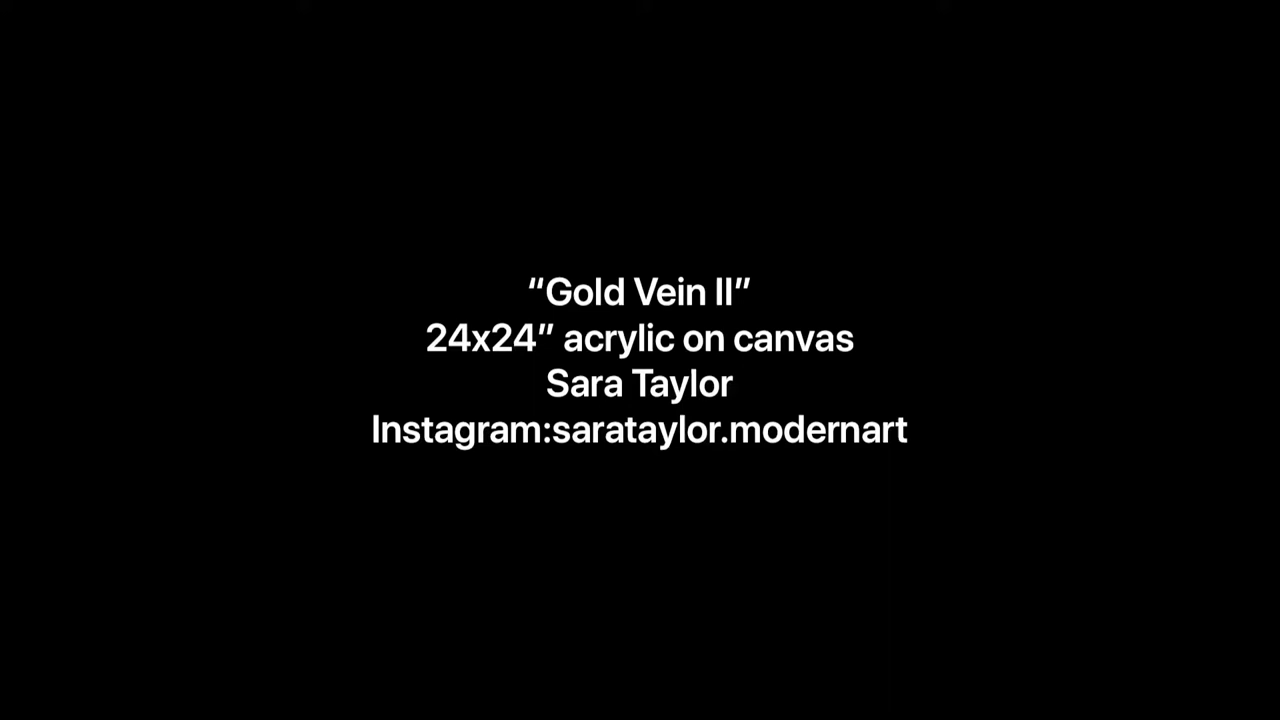 “Gold Vein II”
24x24” acrylic on canvas
Sara Taylor
Instagram:sarataylor.modernart